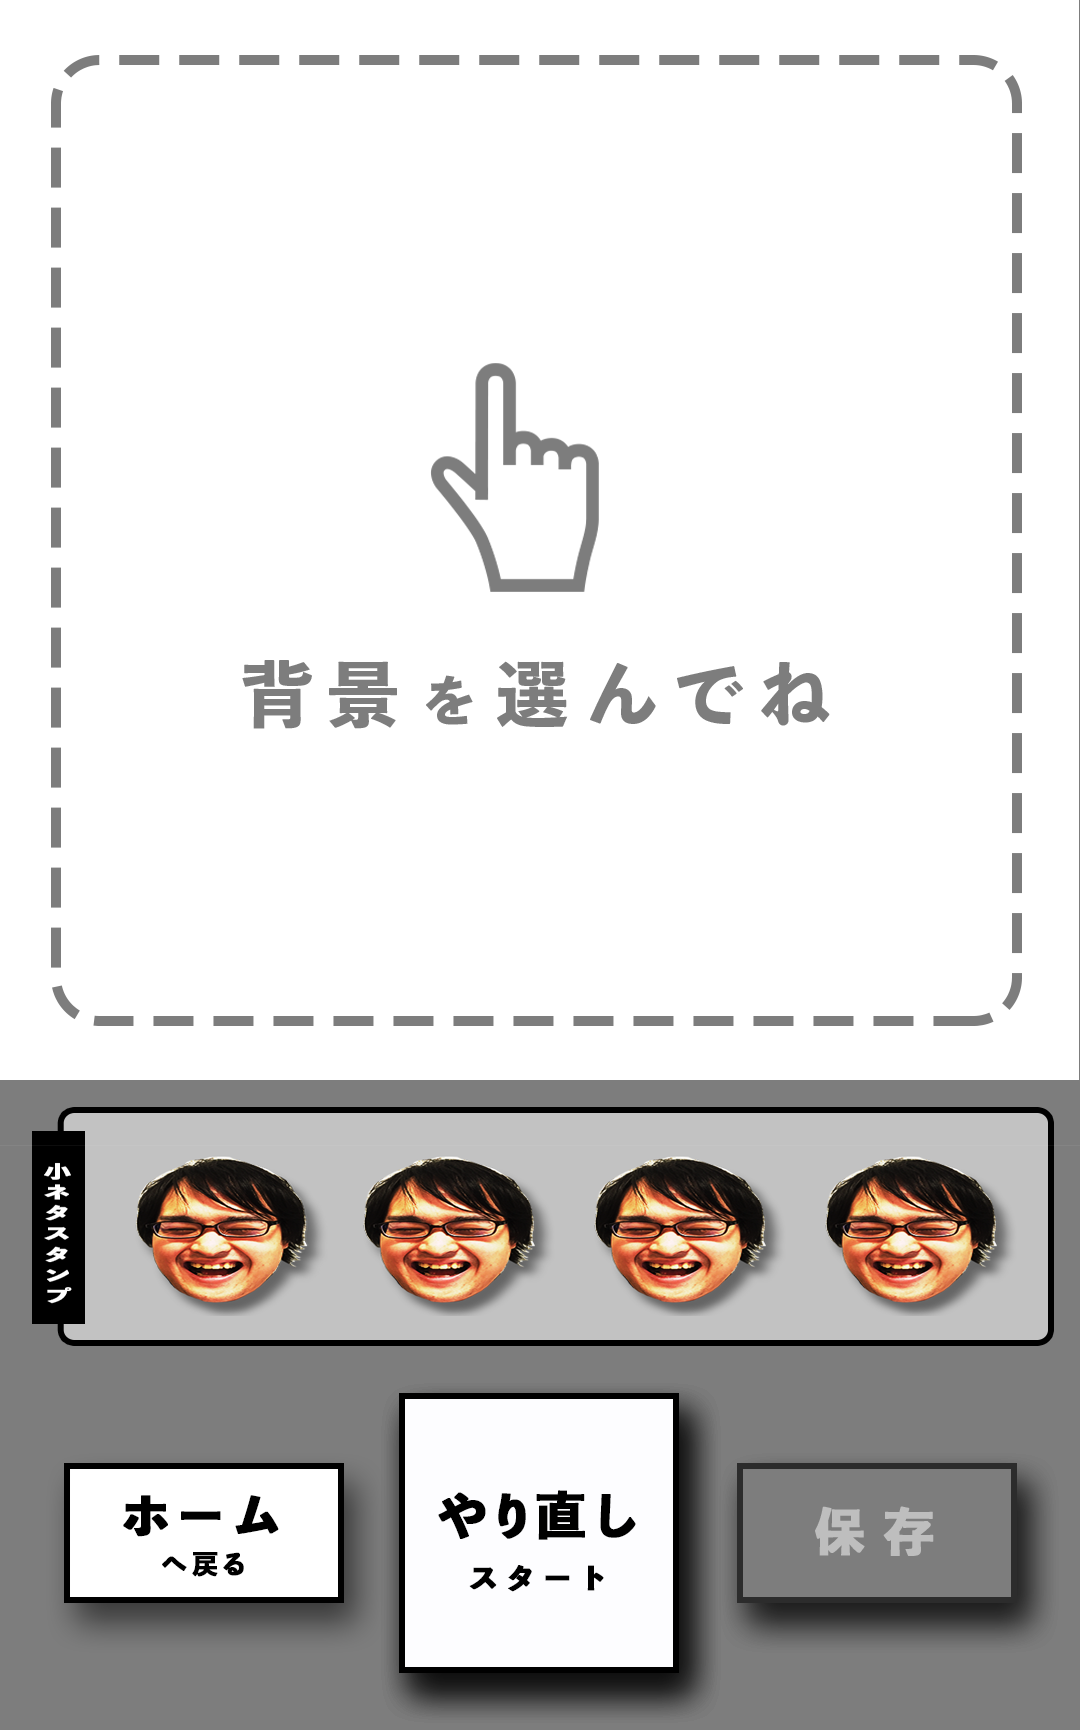 背景を選んでね
小ネタスタンプ
ホーム
へ戻る
やり直し
スタート
保存